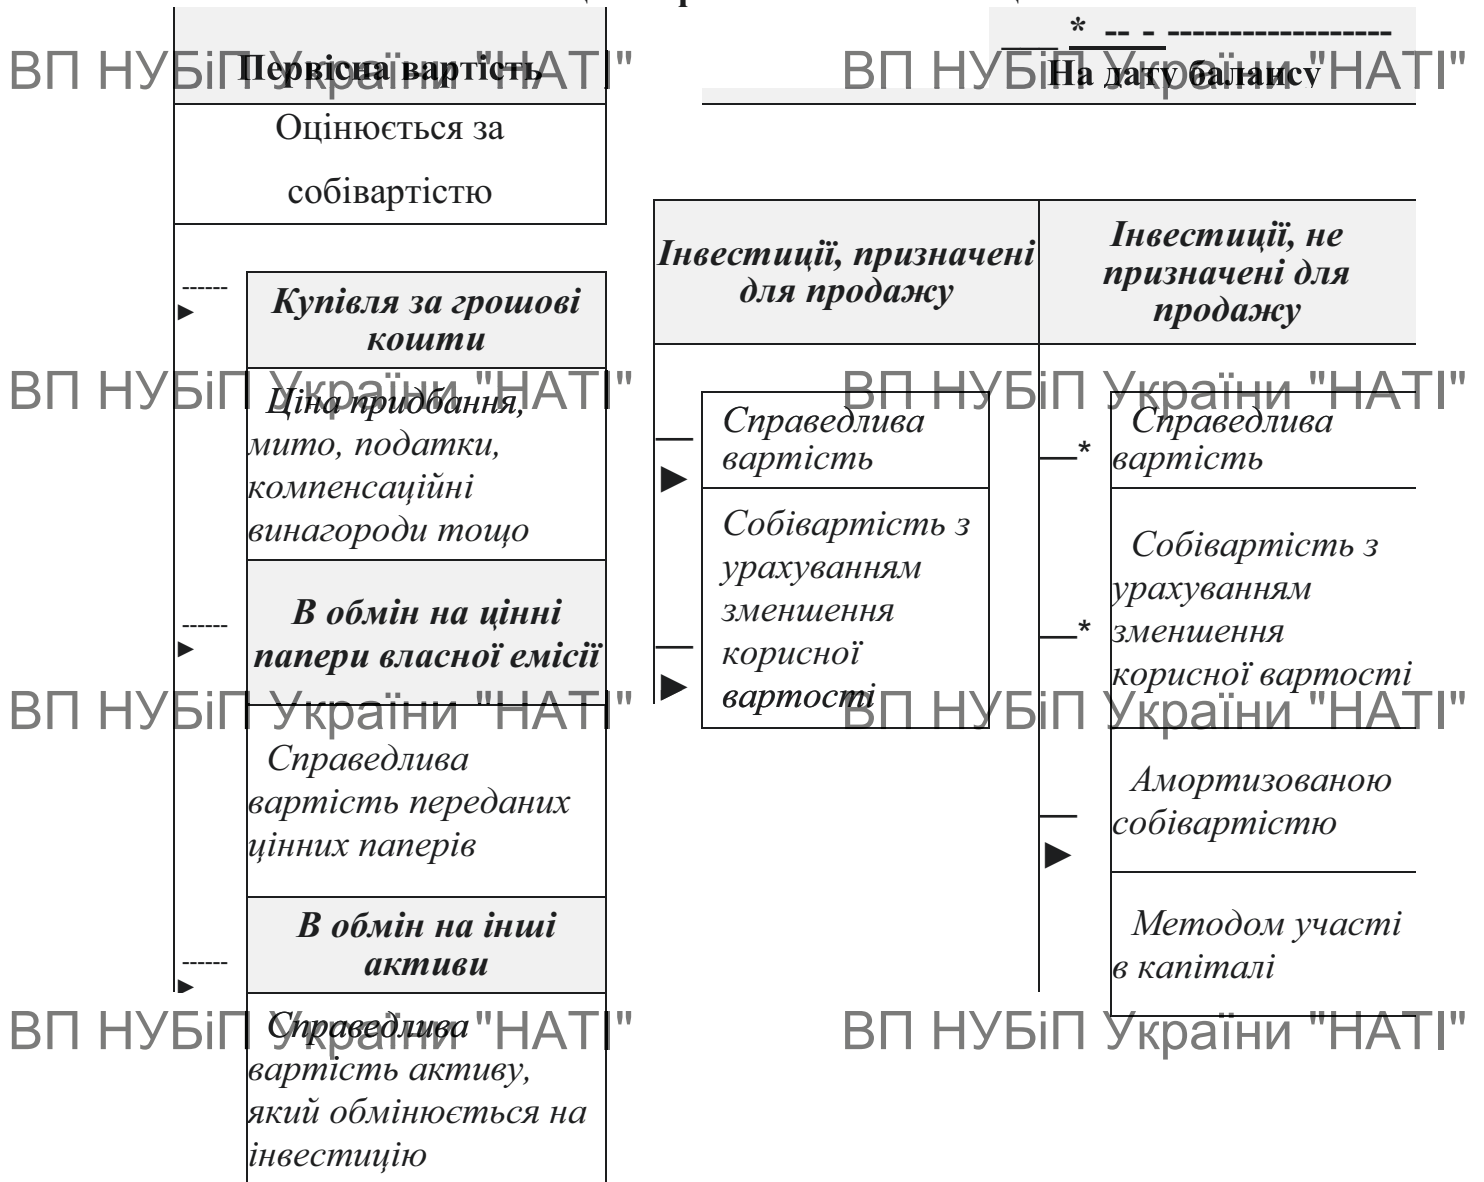 Первісна вартість
Оцінюється за
собівартістю
Купівля за грошові
кошти
Ціна придбання,
мито, податки,
компенсаційні
винагороди тощо
В обмін на цінні
папери власної емісії
Справедлива
вартість переданих
цінних паперів
В обмін на інші
активи
Справедлива
вартість активу,
який обмінюється на
інвестицію
На дату балансу
Інвестиції, призначені
для продажу
Справедлива
вартість
Собівартість з
урахуванням
зменшення
корисної
вартості
Інвестиції, не
призначені для
продажу
Справедлива
вартість
Собівартість з
урахуванням
зменшення
корисної вартості
Амортизованою
собівартістю
Методом участі
в капіталі
ВП НУБіП України "НАТІ"
ВП НУБіП України "НАТІ"
ВП НУБіП України "НАТІ"
ВП НУБіП України "НАТІ"
ВП НУБіП України "НАТІ"
ВП НУБіП України "НАТІ"
ВП НУБіП України "НАТІ"
ВП НУБіП України "НАТІ"